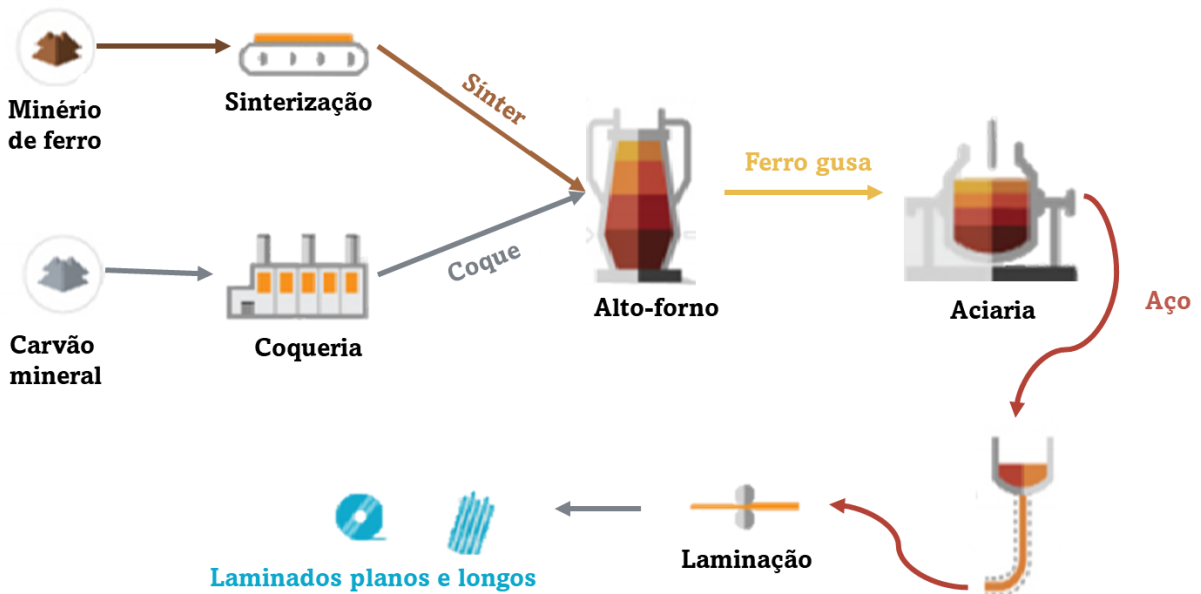 Minério
de ferro
Sinterização
Sínter
Carvão
mineral
Coqueria
Coque
Alto-forno
Ferro gusa
Aciaria
Aço
Laminação
Laminados planos e longos